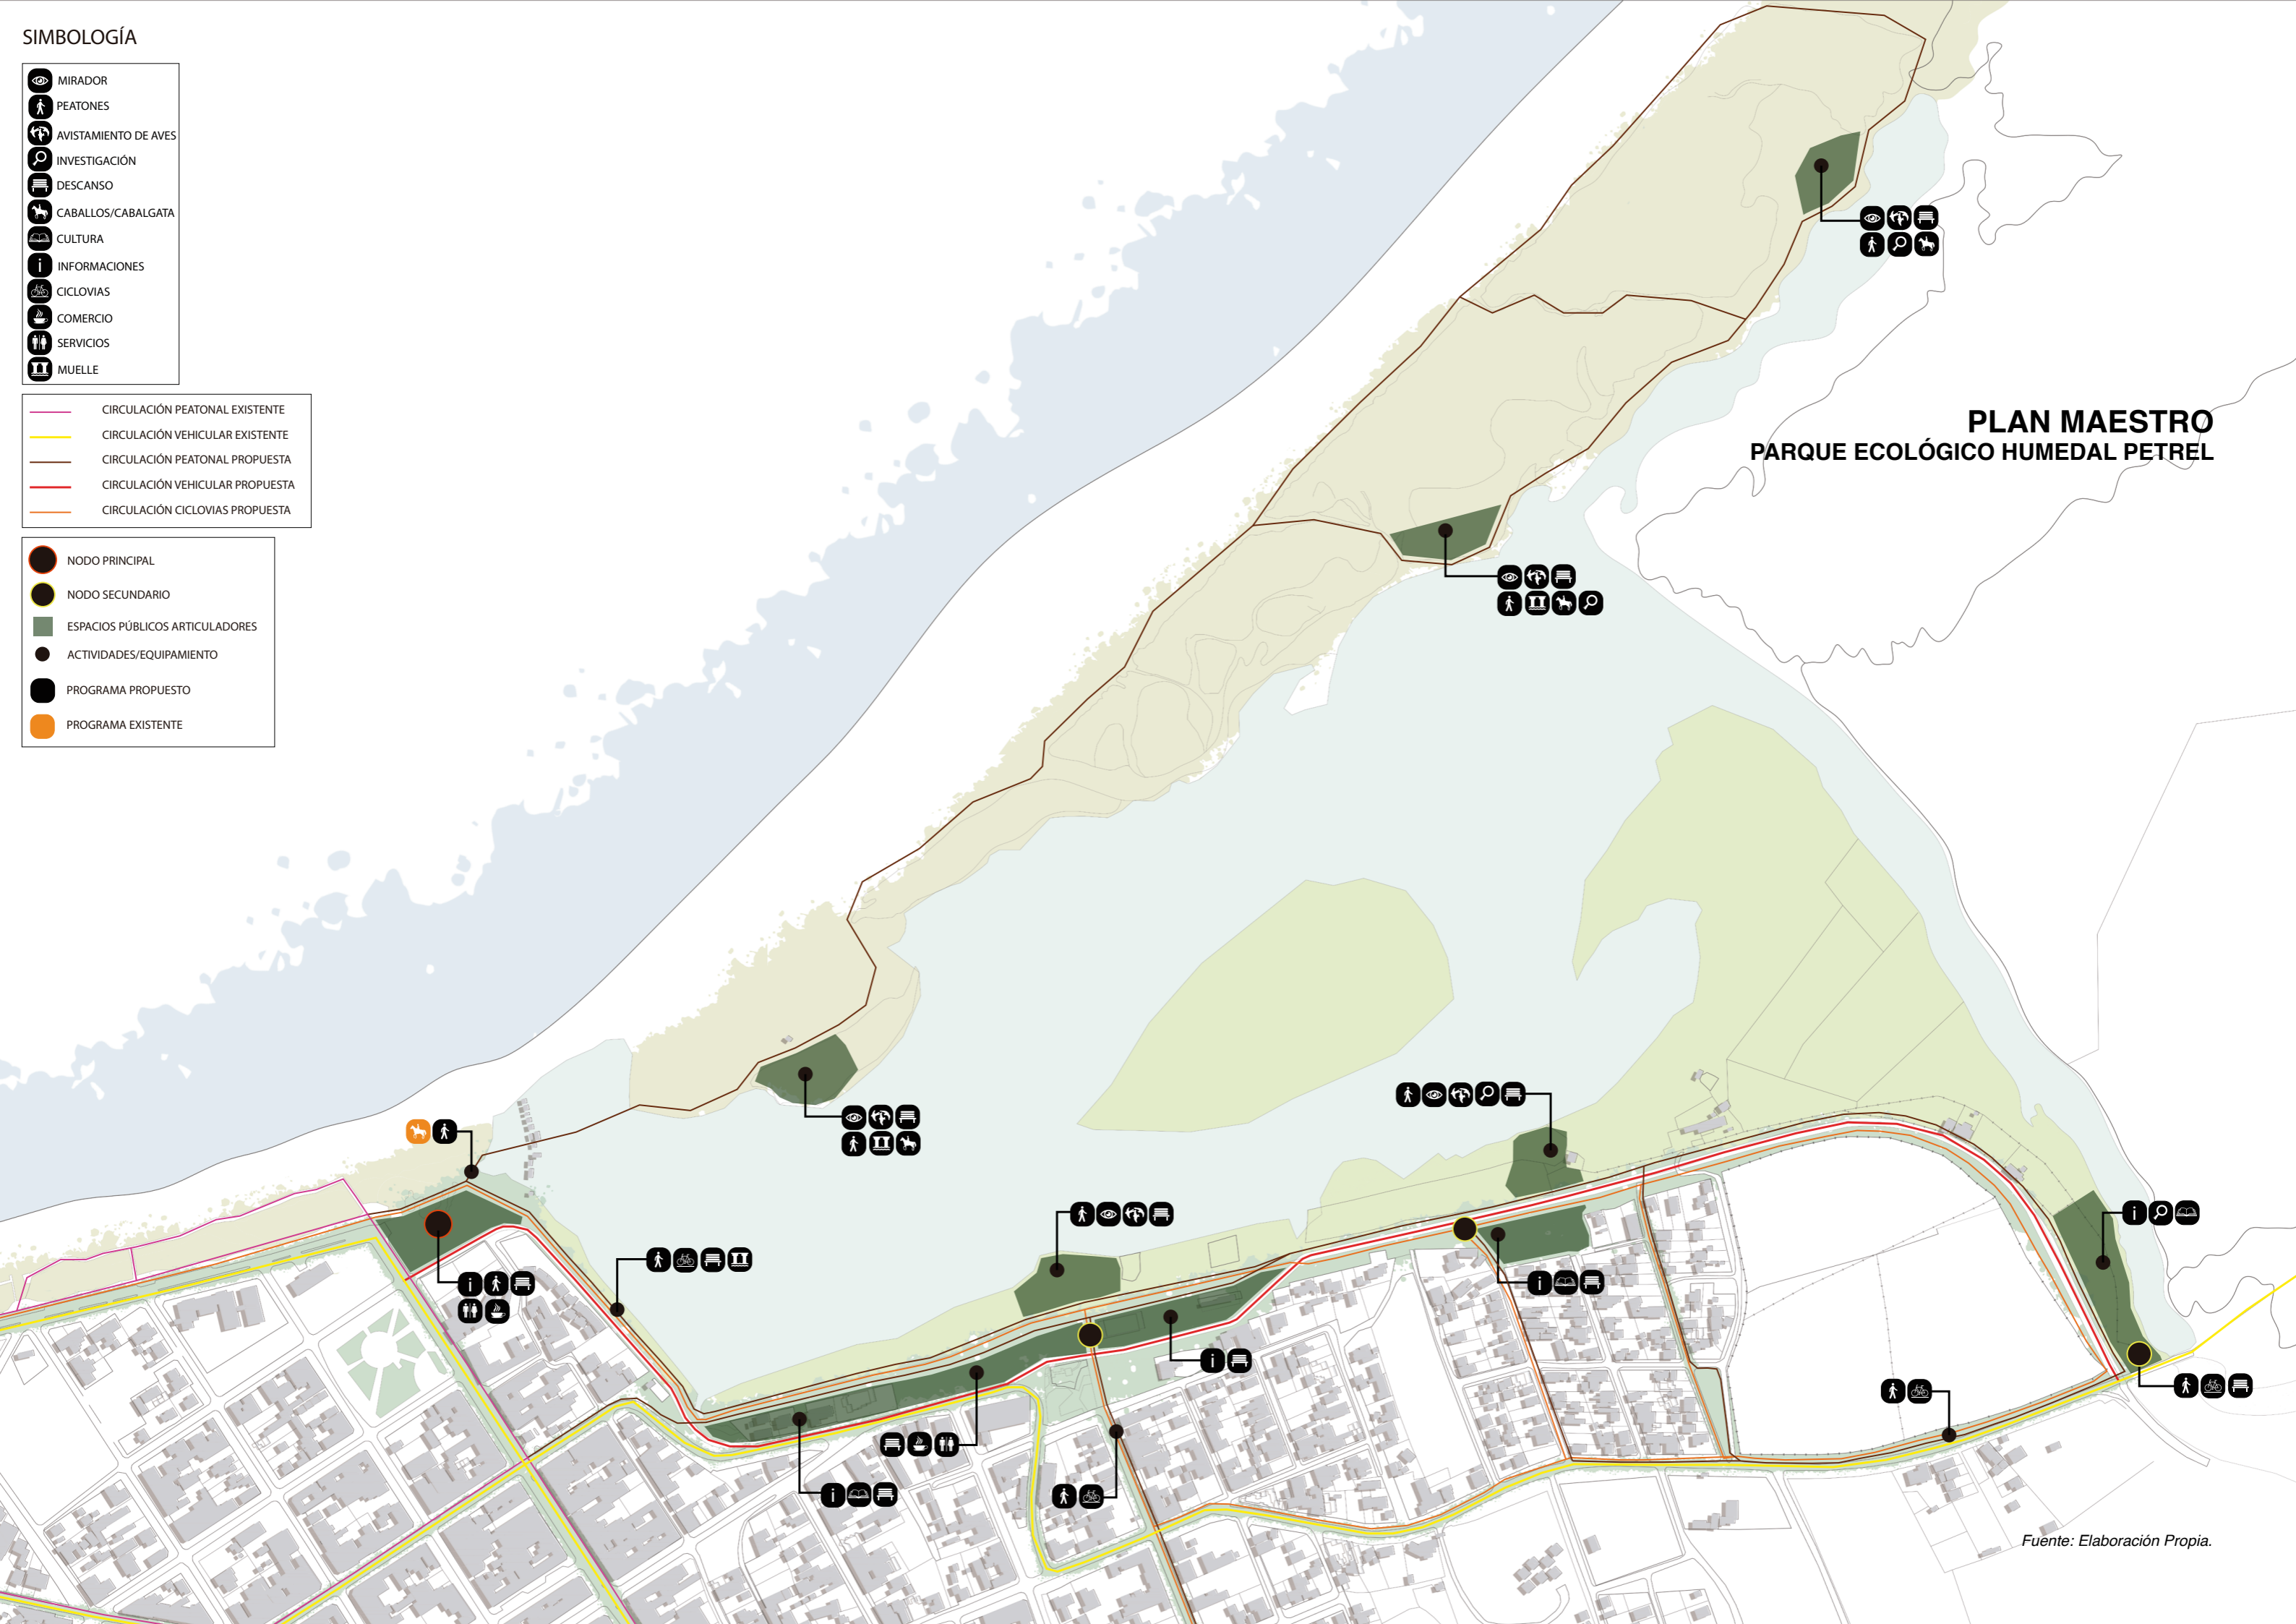 SIMBOLOGÍA
MIRADOR
PEATONES
AVISTAMIENTO DE AVES
INVESTIGACIÓN
DESCANSO
CABALLOS/CABALGATA
CULTURA
INFORMACIONES
CICLOVIAS
COMERCIO
SERVICIOS
MUELLE
CIRCULACIÓN PEATONAL EXISTENTE
CIRCULACIÓN VEHICULAR EXISTENTE
CIRCULACIÓN PEATONAL PROPUESTA
CIRCULACIÓN VEHICULAR PROPUESTA
CIRCULACIÓN CICLOVIAS PROPUESTA
NODO PRINCIPAL
NODO SECUNDARIO
ESPACIOS PÚBLICOS ARTICULADORES
ACTIVIDADES/EQUIPAMIENTO
PROGRAMA PROPUESTO
PROGRAMA EXISTENTE
PLAN MAESTRO
PARQUE ECOLÓGICO HUMEDAL PETREL
Fuente: Elaboración Propia.